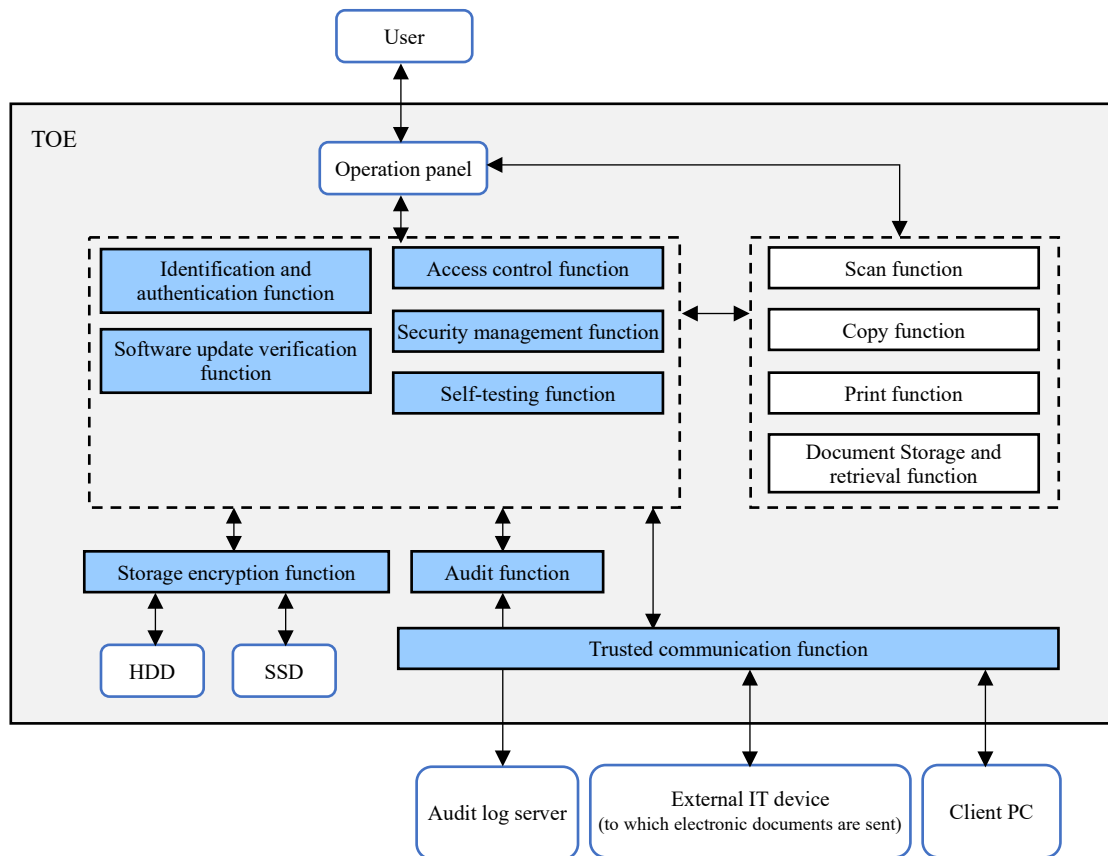 User
TOE
Operation panel
Identification and
authentication function
Access control function
Scan function
Software update verification
function
Security management function
Copy function
Self-testing function
Print function
Document Storage and
retrieval function
Storage encryption function
Audit function
Trusted communication function
HDD
SSD
Audit log server
External IT device
(to which electronic documents are sent)
Client PC